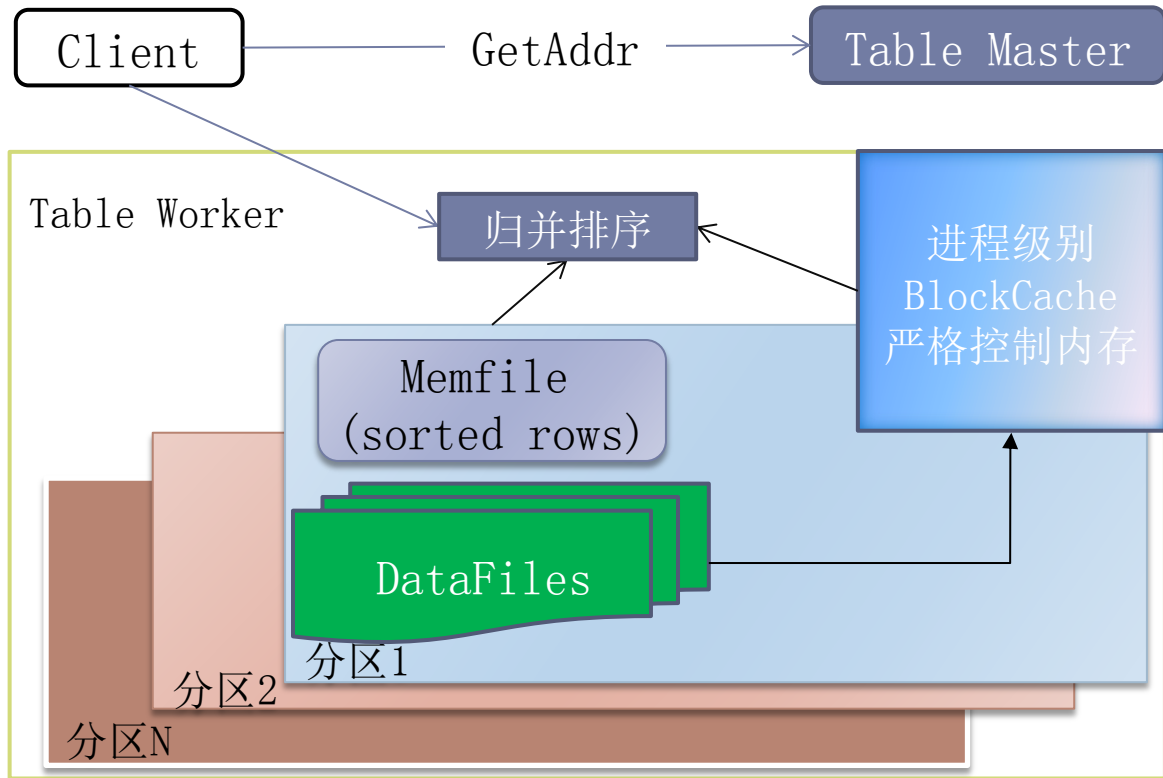 Client
GetAddr
Table Master
Table Worker
归并排序
进程级别
BlockCache
严格控制内存
Memfile
(sorted rows)
DataFiles
分区1
分区2
分区N